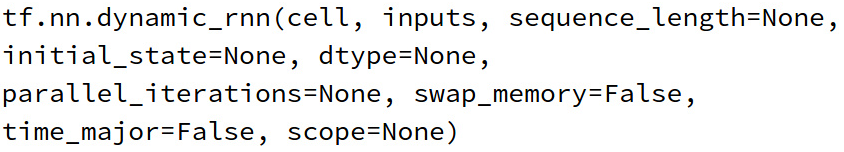 tf.nn.dynamic_rnn(cell, inputs, sequence_length=None,
initial_state=None, dtype=None,
parallel_iterations=None, swap_memory=False,
time_major=False, scope=None)